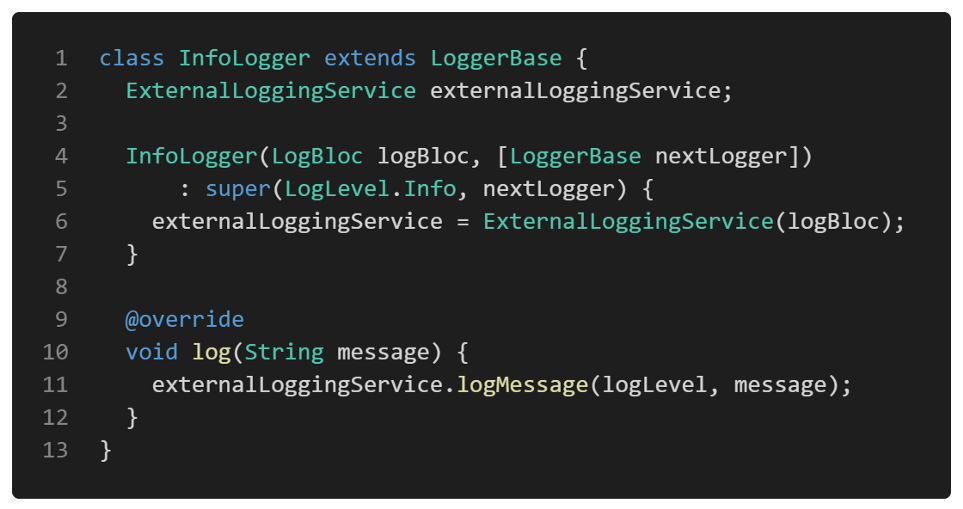 1 class InfoLogger extends LoggerBase {
2   ExternalLoggingService externalLoggingService;
3
4   InfoLogger(LogBloc logBloc, [LoggerBase nextLogger])
5       : super(LogLevel.Info, nextLogger) {
6     externalLoggingService = ExternalLoggingService(logBloc);
7   }
8
9   @override
10   void log(String message) {
11     externalLoggingService.logMessage(logLevel, message);
12   }
13 }